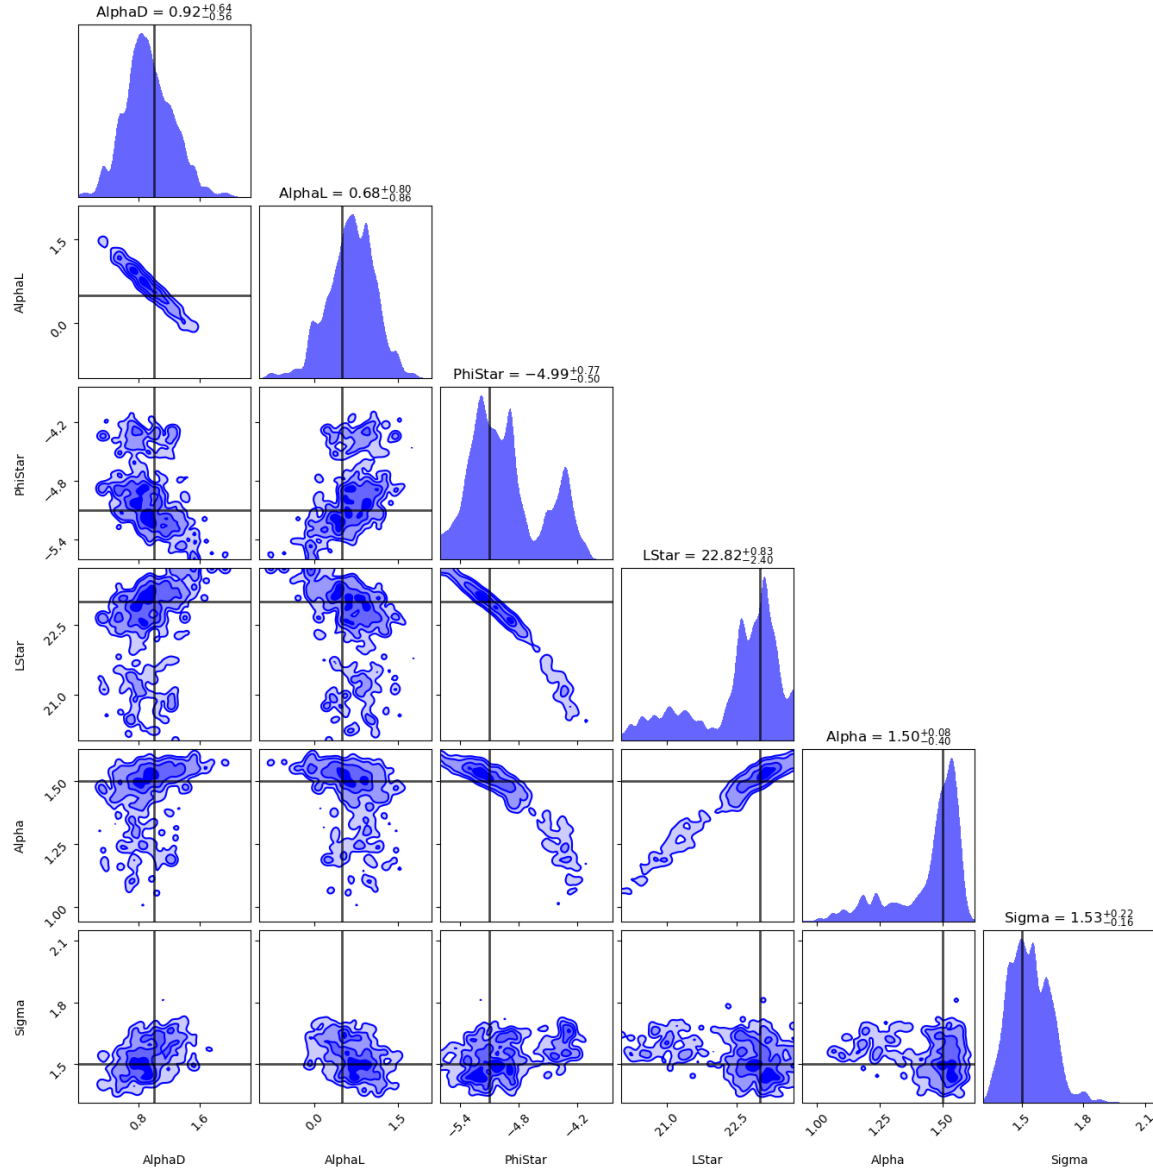 AlphaD = 0.92+0.64−0.56
AlphaL = 0.68+0.80−0.86
1.5
0.0
AlphaL
PhiStar = −4.99+0.77−0.50
−4.2
−4.8
−5.4
PhiStar
LStar = 22.82+0.83−2.40
22.5
21.0
LStar
Alpha = 1.50+0.08−0.40
1.50
1.25
1.00
Alpha
Sigma = 1.53+0.22−0.16
2.1
1.8
1.5
Sigma
0.8 1.6 0.0 1.5 −5.4 −4.8 −4.2 21.0 22.5 1.00 1.25 1.50 1.5 1.8 2.1
AlphaD AlphaL PhiStar LStar Alpha Sigma